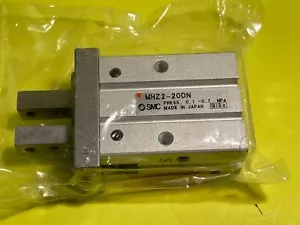 MHZ2-20DN
SMC PRESS. 0.1-0.7 MPa
MADE IN JAPAN